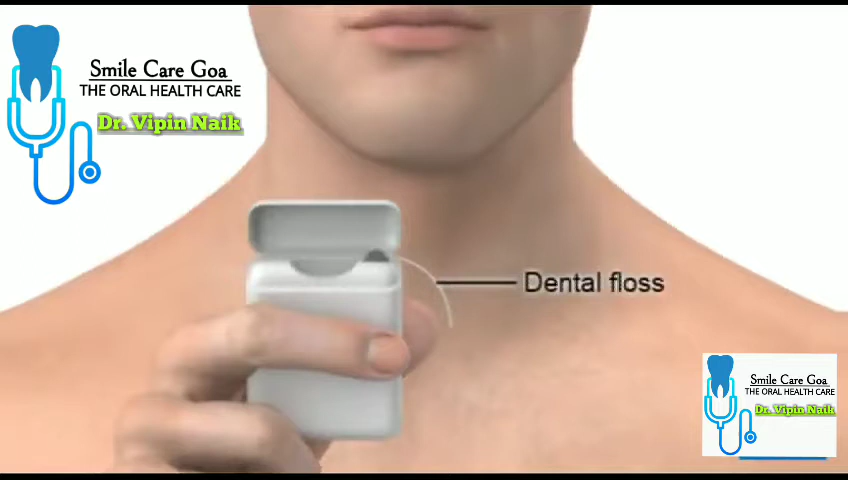 Smile Care Goa
THE ORAL HEALTH CARE
Dr. Vipin Naik
Dental floss
Smile Care Goa
THE ORAL HEALTH CARE
Dr. Vipin Naik